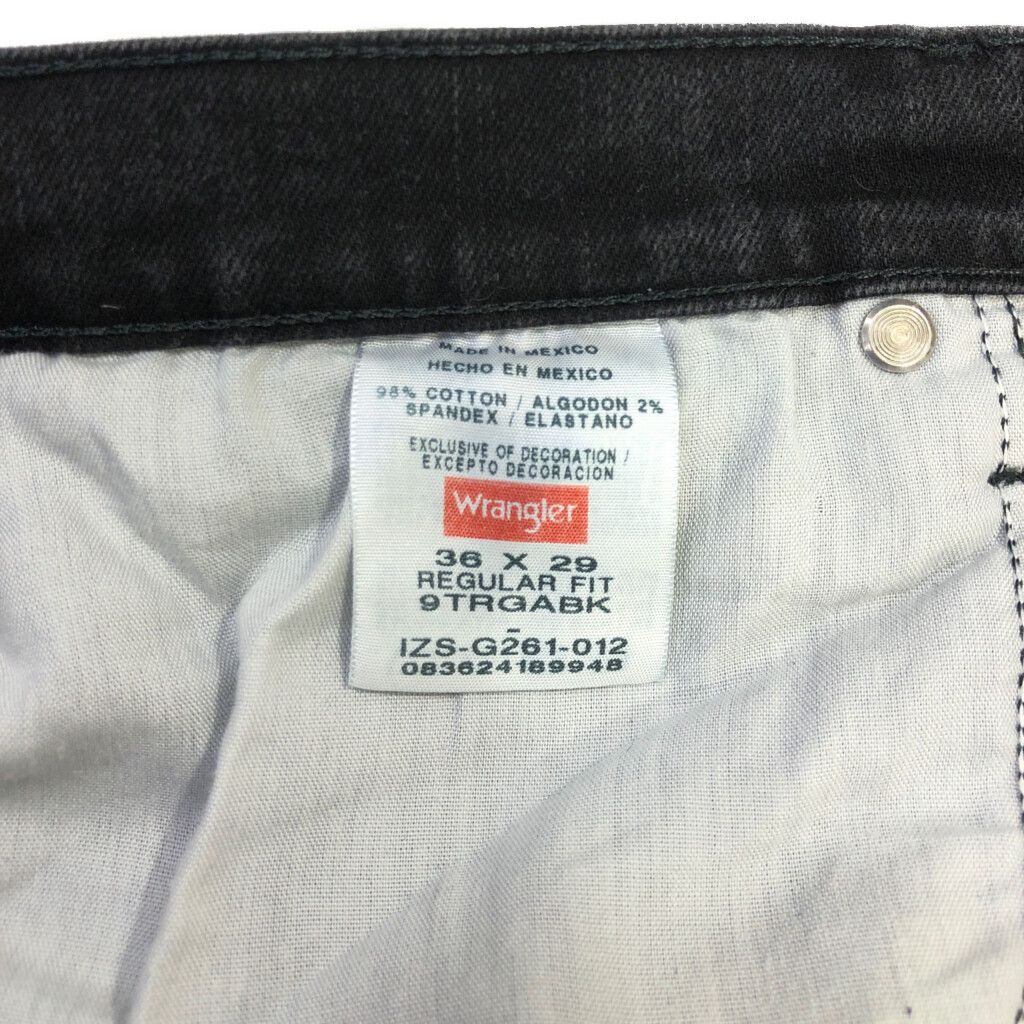 MADE IN MEXICO
HECHO EN MEXICO
98% COTTON / ALGODON 2%
SPANDEX / ELASTANO
EXCLUSIVE OF DECORATION /
EXCEPTO DECORACION
Wrangler
36 X 29
REGULAR FIT
9TRGABK
-
IZS-G261-012
083624189948